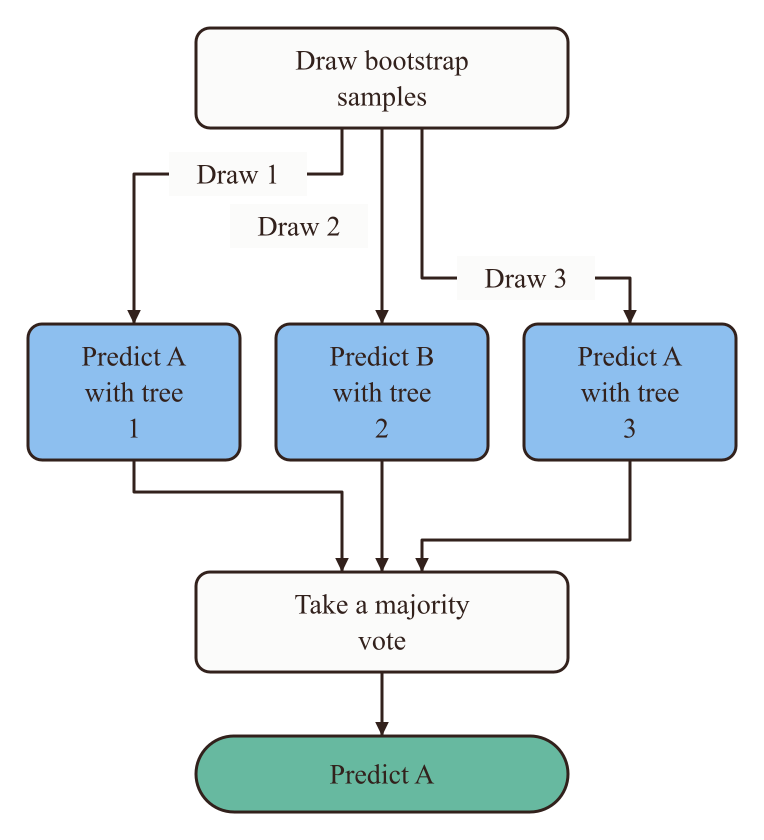 Draw bootstrap
samples
Draw 1
Draw 2
Draw 3
Predict A
with tree
1
Predict B
with tree
2
Predict A
with tree
3
Take a majority
vote
Predict A